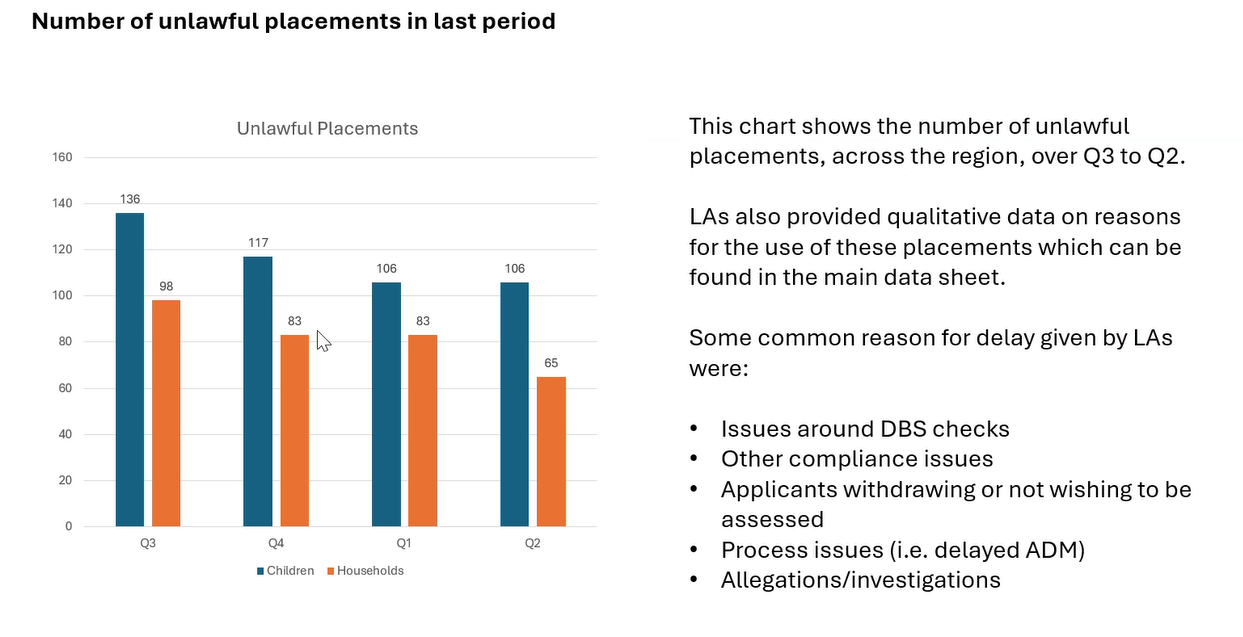 Number of unlawful placements in last period
Unlawful Placements
160
140
120
100
80
60
40
20
0
136
98
117
83
106
83
106
65
Q3
Q4
Q1
Q2
Children
Households
This chart shows the number of unlawful
placements, across the region, over Q3 to Q2.
LAs also provided qualitative data on reasons
for the use of these placements which can be
found in the main data sheet.
Some common reason for delay given by LAs
were:
• Issues around DBS checks
• Other compliance issues
• Applicants withdrawing or not wishing to be
assessed
• Process issues (i.e. delayed ADM)
• Allegations/investigations